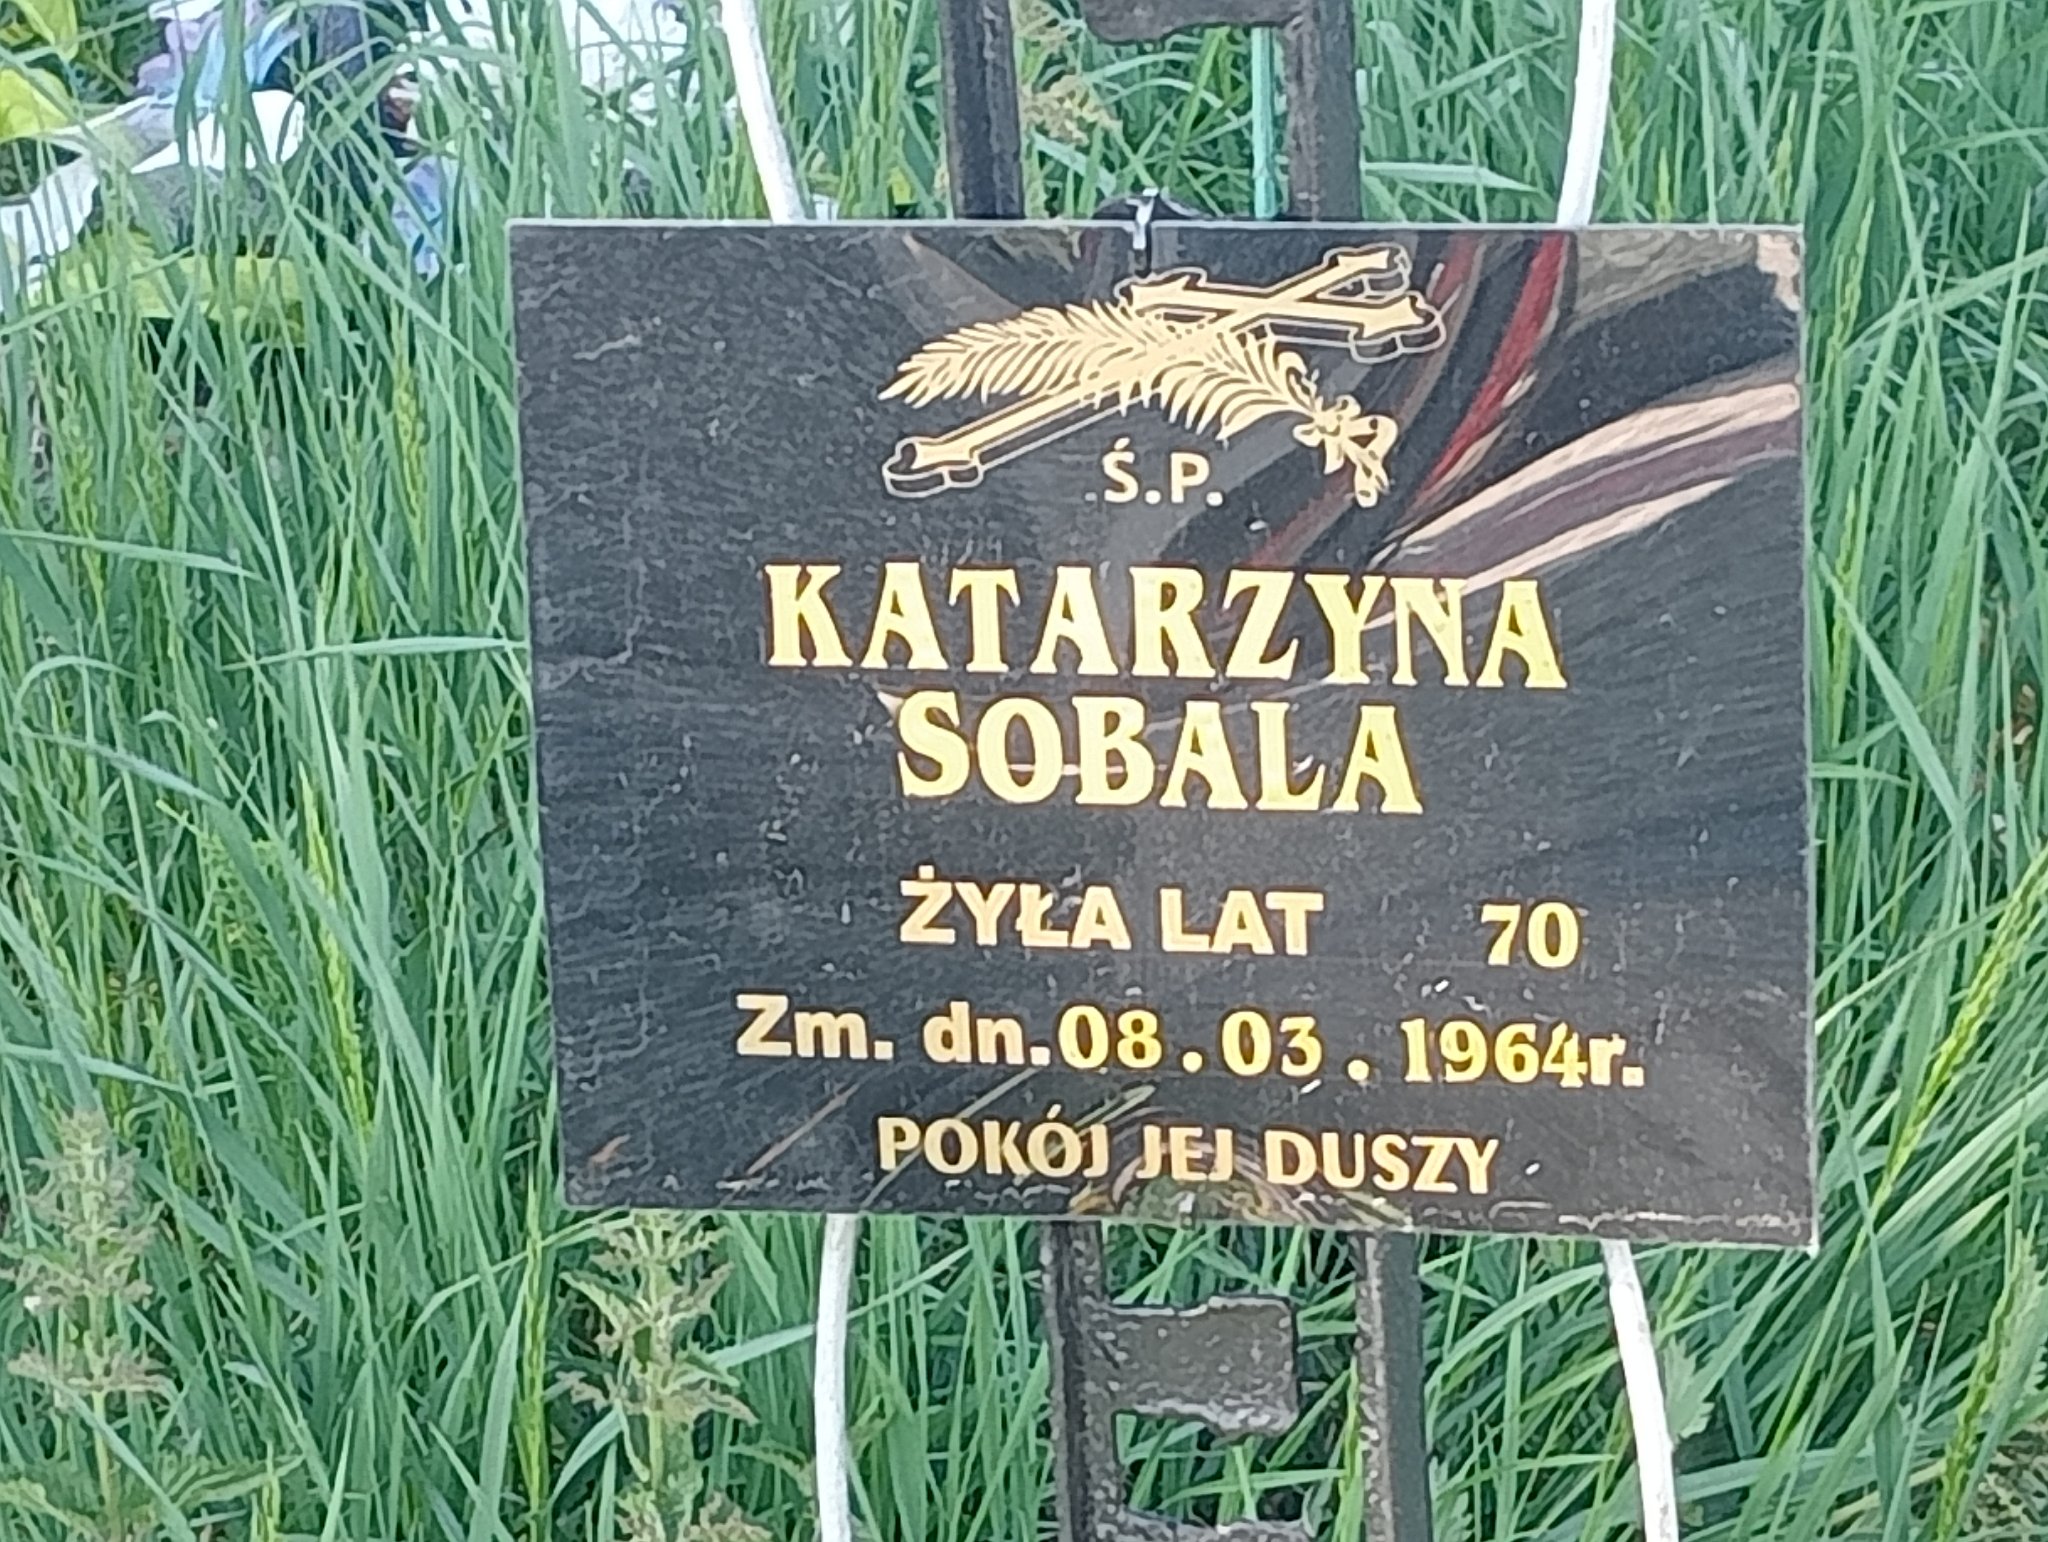 Ś.P.
KATARZYNA
SOBALA
ŻYŁA LAT 70
Zm. dn. 08.03.1964r.
POKÓJ JEJ DUSZY